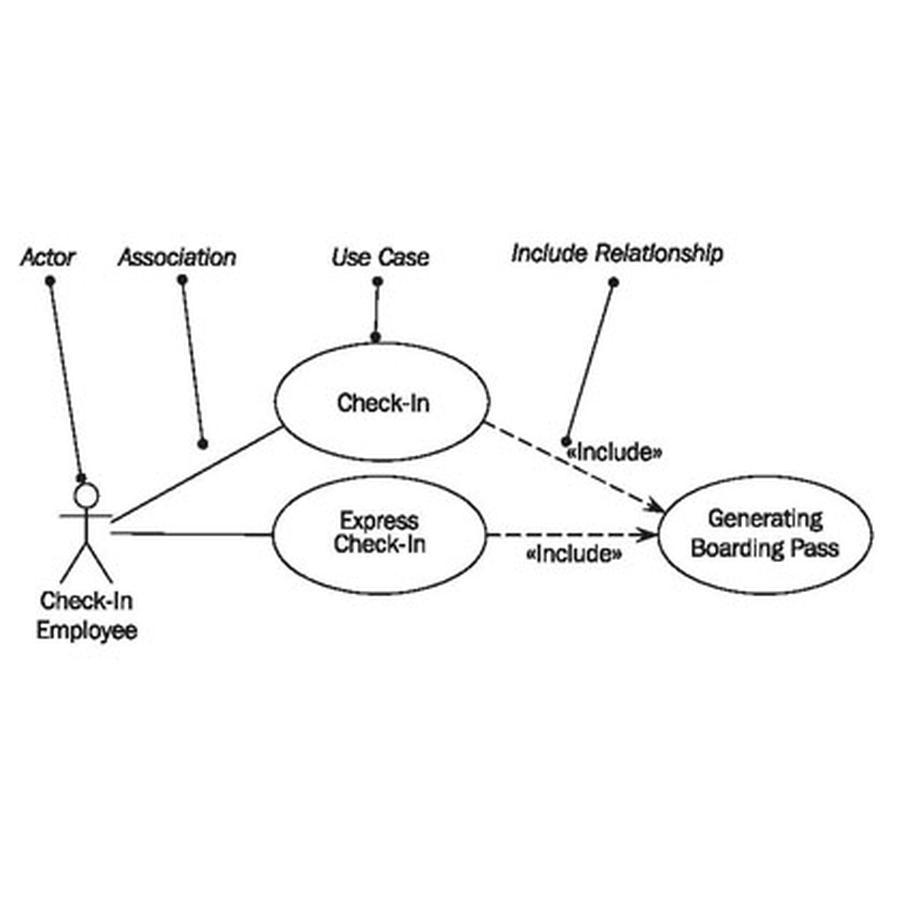 Actor
Association
Use Case
Include Relationship
Check-In
«Include»
Express
Check-In
«Include»
Generating
Boarding Pass
Check-In
Employee